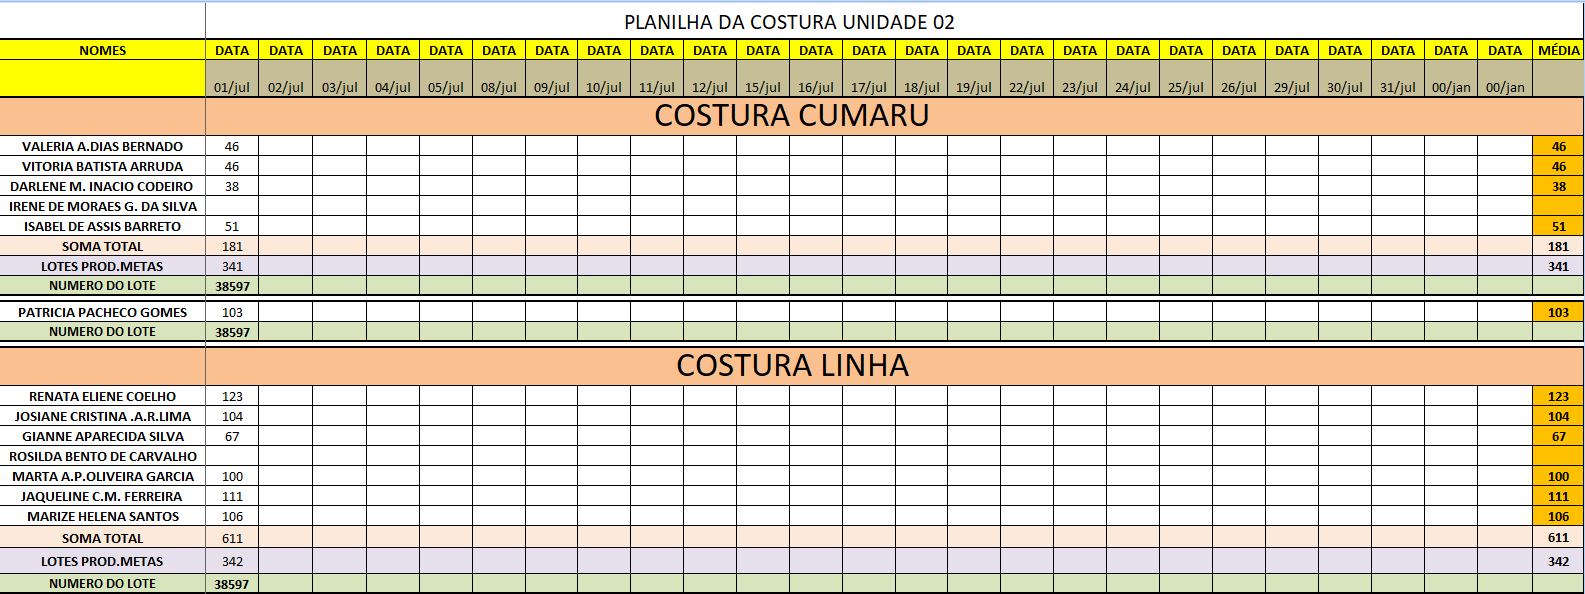 PLANILHA DA COSTURA UNIDADE 02
NOMES DATA DATA DATA DATA DATA DATA DATA DATA DATA DATA DATA DATA DATA DATA DATA DATA DATA DATA DATA DATA DATA DATA DATA DATA DATA MÉDIA
01/jul 02/jul 03/jul 04/jul 05/jul 08/jul 09/jul 10/jul 11/jul 12/jul 15/jul 16/jul 17/jul 18/jul 19/jul 22/jul 23/jul 24/jul 25/jul 26/jul 29/jul 30/jul 31/jul 00/jan 00/jan
COSTURA CUMARU
VALERIA A.DIAS BERNADO 46 46
VITORIA BATISTA ARRUDA 46 46
DARLENE M. INACIO CODEIRO 38 38
IRENE DE MORAES G. DA SILVA
ISABEL DE ASSIS BARRETO 51 51
SOMA TOTAL 181 181
LOTES PROD.METAS 341 341
NUMERO DO LOTE 38597
PATRICIA PACHECO GOMES 103 103
NUMERO DO LOTE 38597
COSTURA LINHA
RENATA ELIENE COELHO 123 123
JOSIANE CRISTINA .A.R.LIMA 104 104
GIANNE APARECIDA SILVA 67 67
ROSILDA BENTO DE CARVALHO
MARTA A.P.OLIVEIRA GARCIA 100 100
JAQUELINE C.M. FERREIRA 111 111
MARIZE HELENA SANTOS 106 106
SOMA TOTAL 611 611
LOTES PROD.METAS 342 342
NUMERO DO LOTE 38597